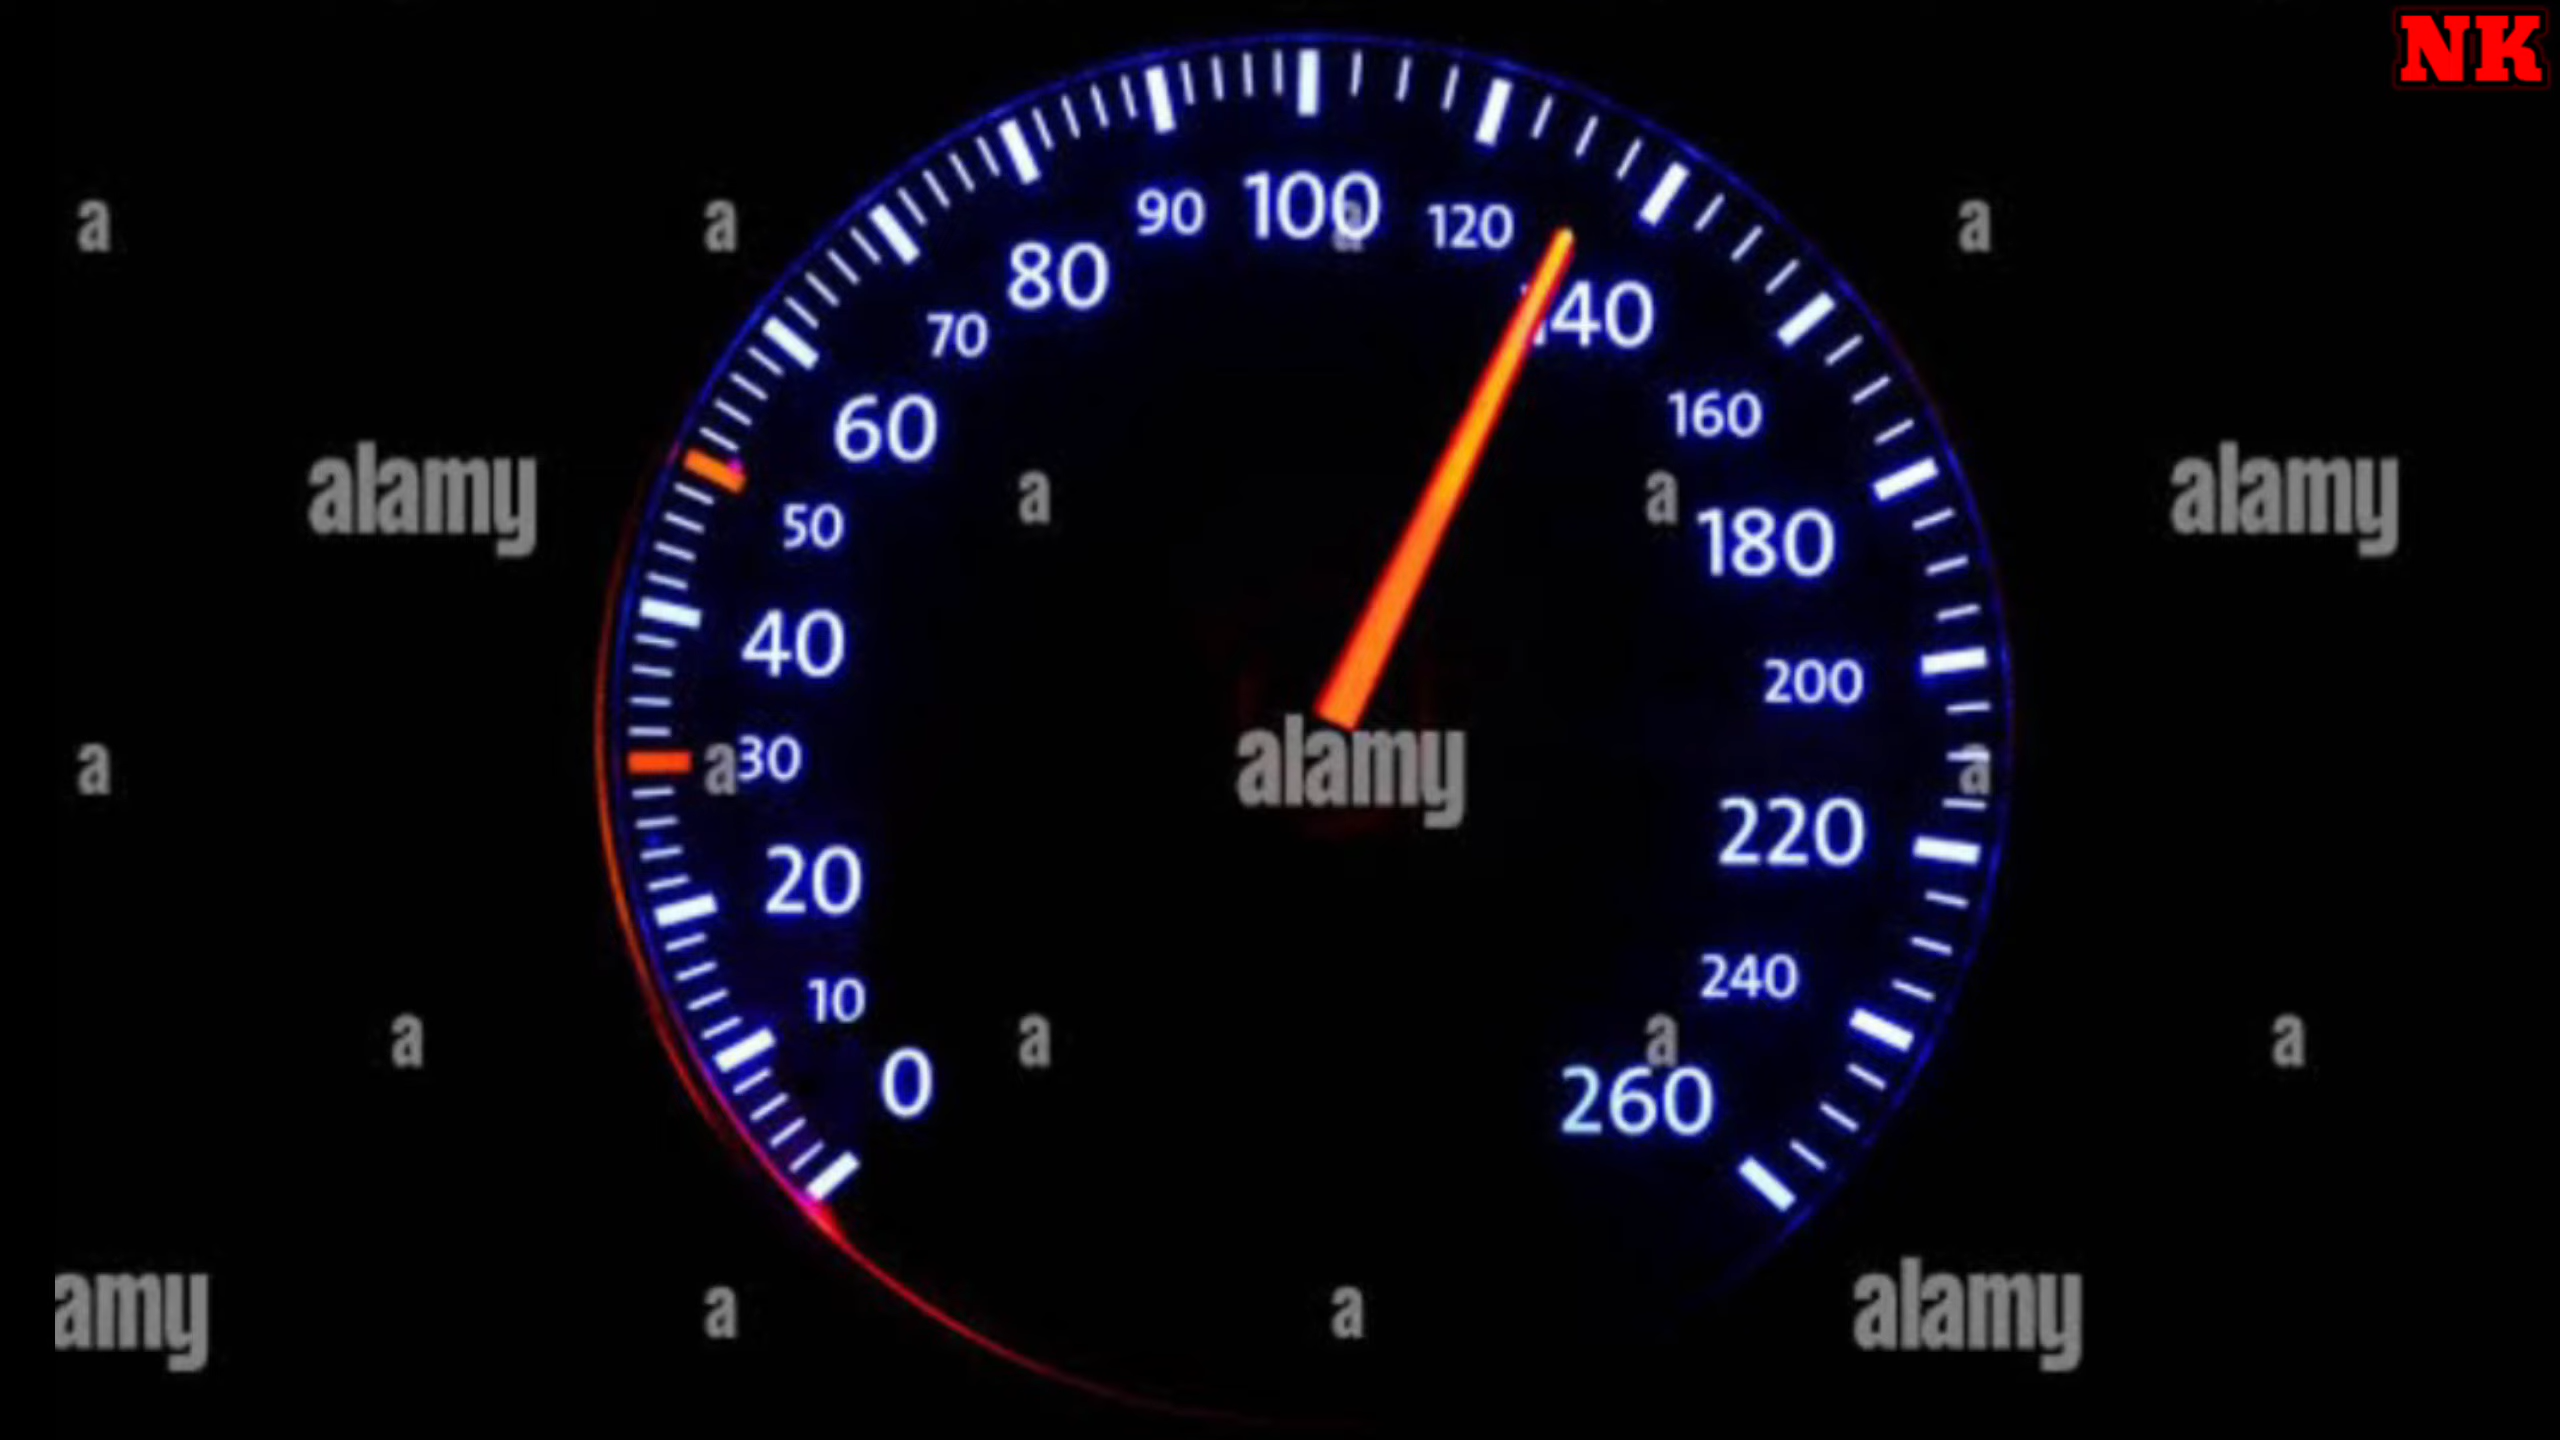 NK
90 100 120
80 140
70
60 160
50 180
40 200
30
20 220
10 240
0 260
a a a
alamy a a alamy
a a alamy a
a a a a
amy a a alamy